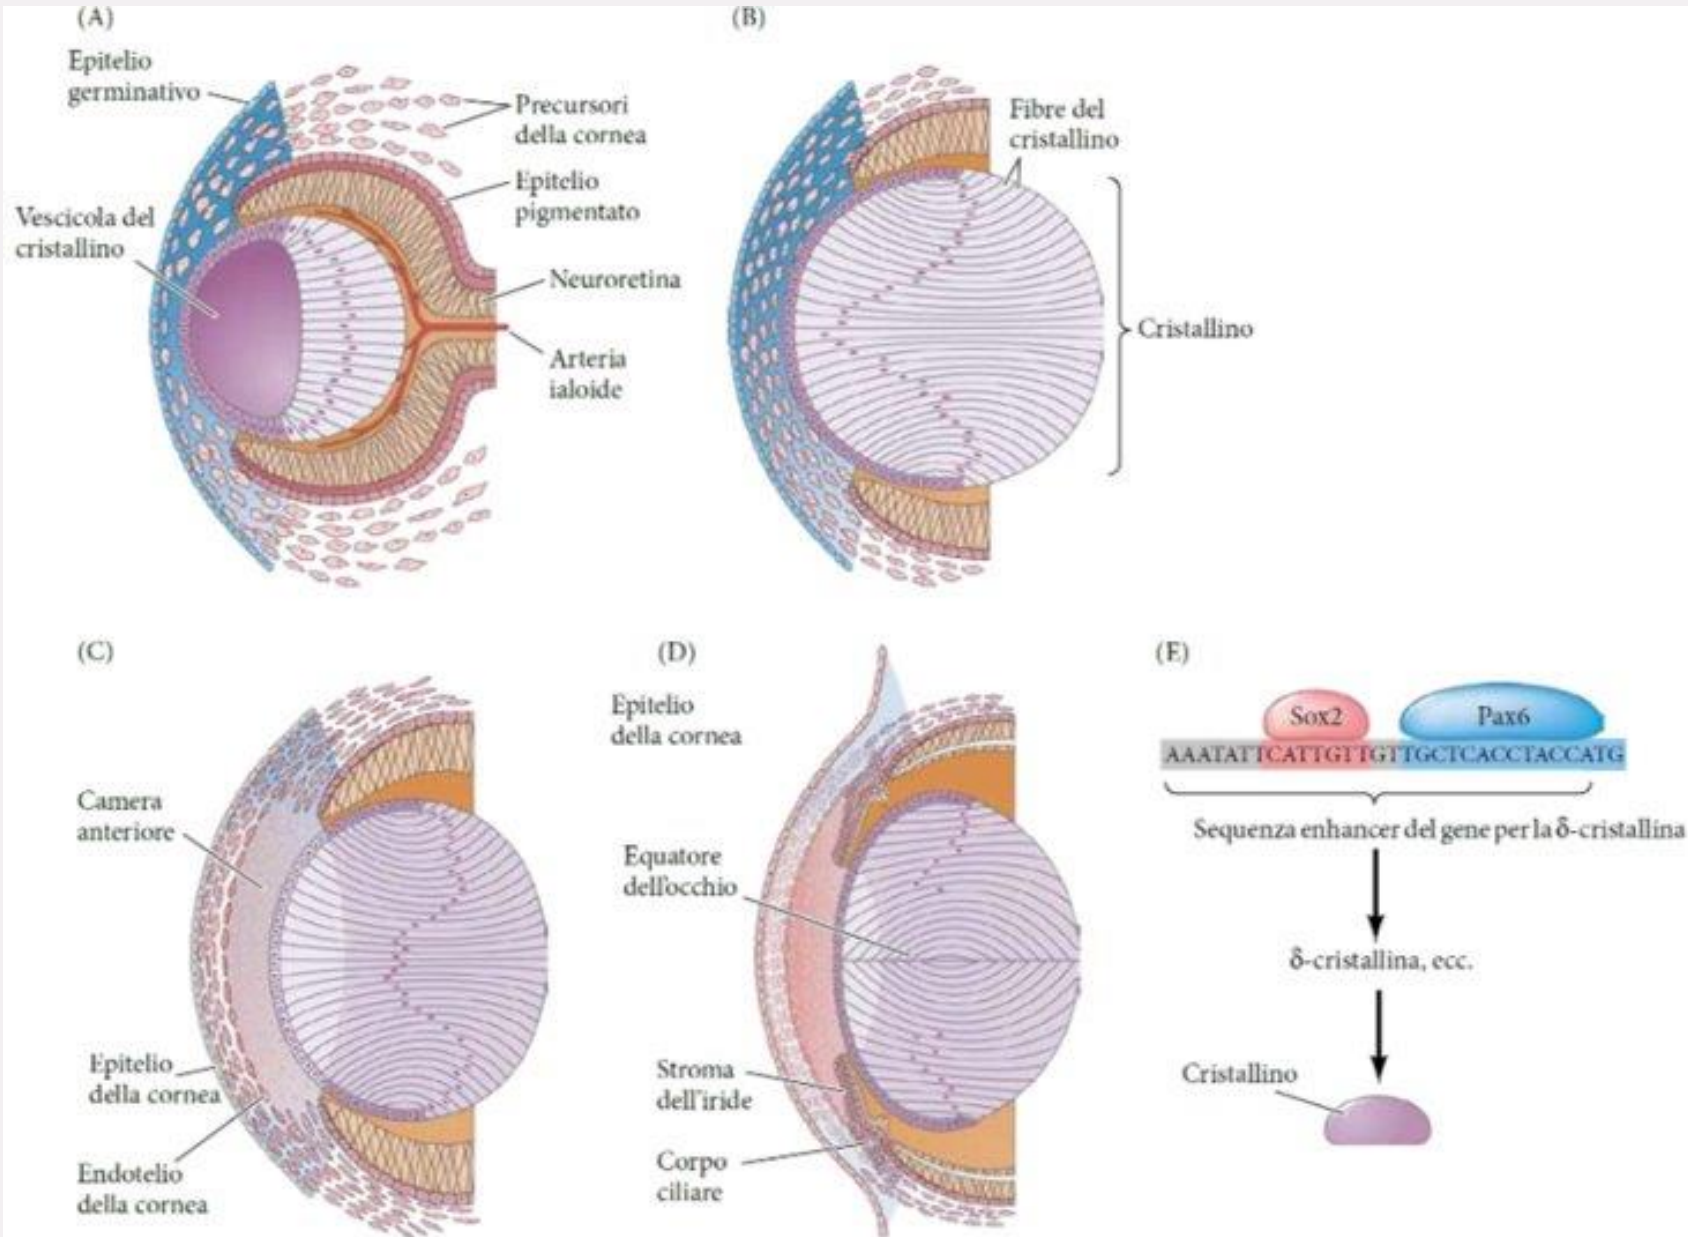 (A)
Epitelio
germinativo
Precursori
della cornea
Epitelio
pigmentato
Vescicola del
cristallino
Neuroretina
Arteria
ialoide
(B)
Fibre del
cristallino
Cristallino
(C)
Camera
anteriore
Epitelio
della cornea
Endotelio
della cornea
(D)
Epitelio
della cornea
Equatore
dell'occhio
Stroma
dell'iride
Corpo
ciliare
(E)
Sox2 Pax6
AAATATTCATTGTTGTTGCTCACCTACCATG
Sequenza enhancer del gene per la δ-cristallina
δ-cristallina, ecc.
Cristallino